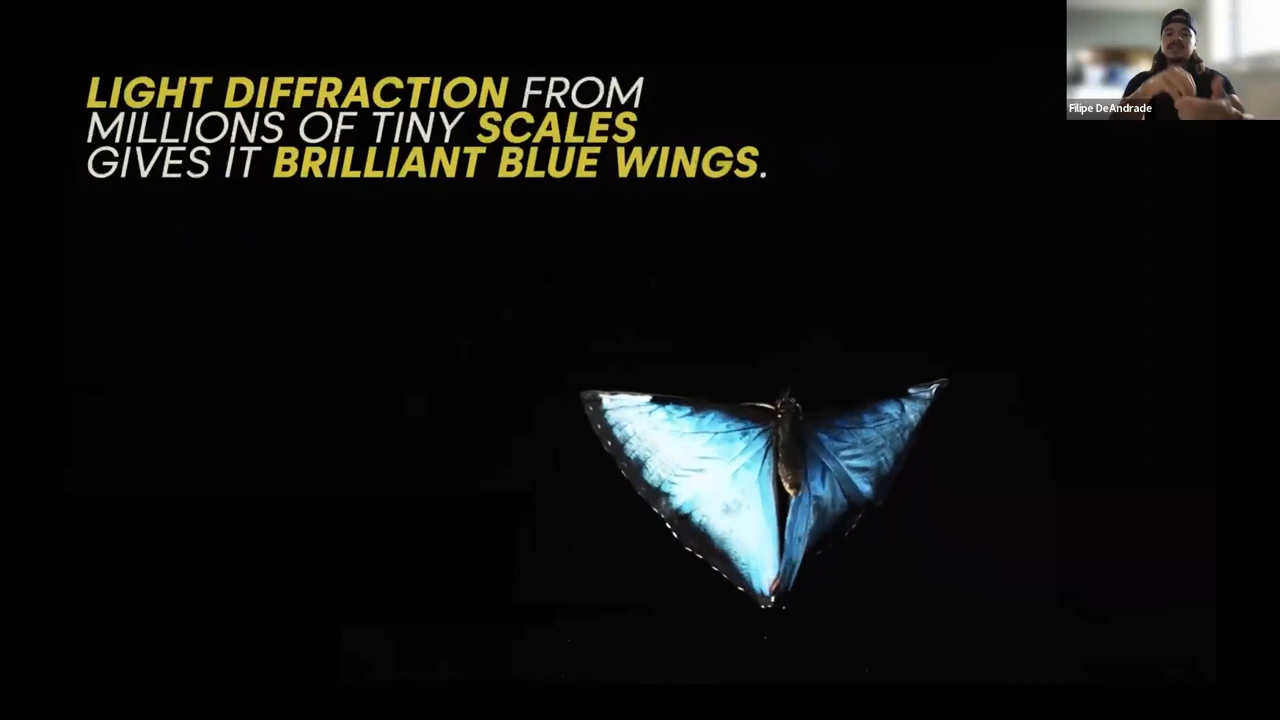 LIGHT DIFFRACTION FROM
MILLIONS OF TINY SCALES
GIVES IT BRILLIANT BLUE WINGS.
Filipe DeAndrade